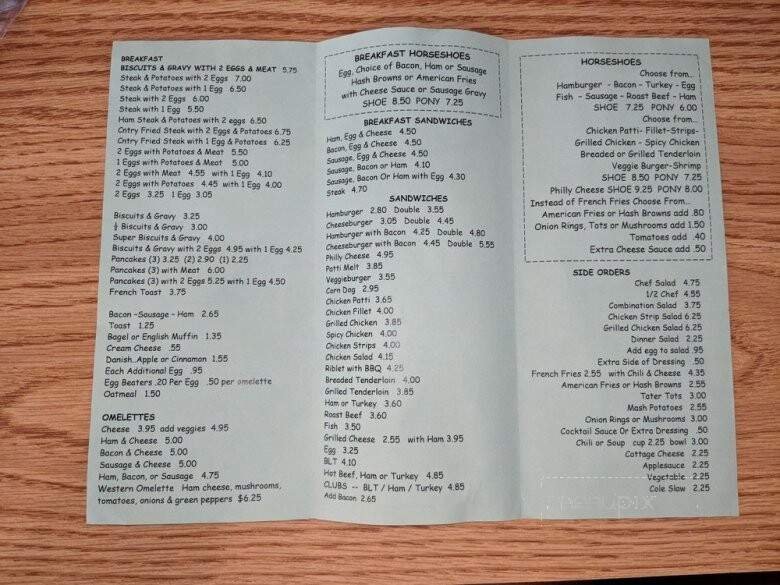 BREAKFAST
BISCUITS & GRAVY WITH 2 EGGS & MEAT 5.75
Steak & Potatoes with 2 Eggs 7.00
Steak & Potatoes with 1 Egg 6.50
Steak with 2 Eggs 6.00
Steak with 1 Egg 5.50
Ham Steak & Potatoes with 2 eggs 6.50
Cntry Fried Steak with 2 Eggs & Potatoes 6.75
Cntry Fried Steak with 1 Egg & Potatoes 6.25
2 Eggs with Potatoes & Meat 5.50
1 Eggs with Potatoes & Meat 5.00
2 Eggs with Meat 4.55 with 1 Egg 4.10
2 Eggs with Potatoes 4.45 with 1 Egg 4.00
2 Eggs 3.25 1 Egg 3.05
Biscuits & Gravy 3.25
½ Biscuits & Gravy 3.00
Super Biscuits & Gravy 4.00
Biscuits & Gravy with 2 Eggs 4.95 with 1 Egg 4.25
Pancakes (3) 3.25 (2) 2.90 (1) 2.25
Pancakes (3) with Meat 6.00
Pancakes (3) with 2 Eggs 5.25 with 1 Egg 4.50
French Toast 3.75
Bacon -Sausage - Ham 2.65
Toast 1.25
Bagel or English Muffin 1.35
Cream Cheese .55
Danish..Apple or Cinnamon 1.55
Each Additional Egg .95
Egg Beaters .20 Per Egg .50 per omelette
Oatmeal 1.50
OMELETTES
Cheese 3.95 add veggies 4.95
Ham & Cheese 5.00
Bacon & Cheese 5.00
Sausage & Cheese 5.00
Ham, Bacon, or Sausage 4.75
Western Omelette Ham cheese, mushrooms,
tomatoes, onions & green peppers $6.25
BREAKFAST HORSESHOES
Egg, Choice of Bacon, Ham or Sausage
Hash Browns or American Fries
with Cheese Sauce or Sausage Gravy
SHOE 8.50 PONY 7.25
BREAKFAST SANDWICHES
Ham, Egg & Cheese 4.50
Bacon, Egg & Cheese 4.50
Sausage, Egg & Cheese 4.50
Sausage, Bacon or Ham 4.10
Sausage, Bacon Or Ham with Egg 4.30
Steak 4.70
SANDWICHES
Hamburger 2.80 Double 3.55
Cheeseburger 3.05 Double 4.45
Hamburger with Bacon 4.25 Double 4.80
Cheeseburger with Bacon 4.45 Double 5.55
Philly Cheese 4.95
Patti Melt 3.85
Veggieburger 3.55
Corn Dog 2.95
Chicken Patti 3.65
Chicken Fillet 4.00
Grilled Chicken 3.85
Spicy Chicken 4.00
Chicken Strips 4.00
Chicken Salad 4.15
Riblet with BBQ 4.25
Breaded Tenderloin 4.00
Grilled Tenderloin 3.85
Ham or Turkey 3.60
Roast Beef 3.60
Fish 3.50
Grilled Cheese 2.55 with Ham 3.95
Egg 3.25
BLT 4.10
Hot Beef, Ham or Turkey 4.85
CLUBS -- BLT / Ham / Turkey 4.85
Add Bacon 2.65
HORSESHOES
Choose from...
Hamburger - Bacon - Turkey - Egg
Fish - Sausage - Roast Beef - Ham
SHOE 7.25 PONY 6.00
Choose from...
Chicken Patti- Fillet-Strips-
Grilled Chicken - Spicy Chicken
Breaded or Grilled Tenderloin
Veggie Burger-Shrimp
SHOE 8.50 PONY 7.25
Philly Cheese SHOE 9.25 PONY 8.00
Instead of French Fries Choose From...
American Fries or Hash Browns add .80
Onion Rings, Tots or Mushrooms add 1.50
Tomatoes add .40
Extra Cheese Sauce add .50
SIDE ORDERS
Chef Salad 4.75
1/2 Chef 4.55
Combination Salad 3.75
Chicken Strip Salad 6.25
Grilled Chicken Salad 6.25
Dinner Salad 2.25
Add egg to salad .95
Extra Side of Dressing .50
French Fries 2.55 with Chili & Cheese 4.35
American Fries or Hash Browns 2.55
Tater Tots 3.00
Mash Potatoes 2.55
Onion Rings or Mushrooms 3.00
Cocktail Sauce Or Extra Dressing .50
Chili or Soup cup 2.25 bowl 3.00
Cottage Cheese 2.25
Applesauce 2.25
Vegetable 2.25
Cole Slaw 2.25